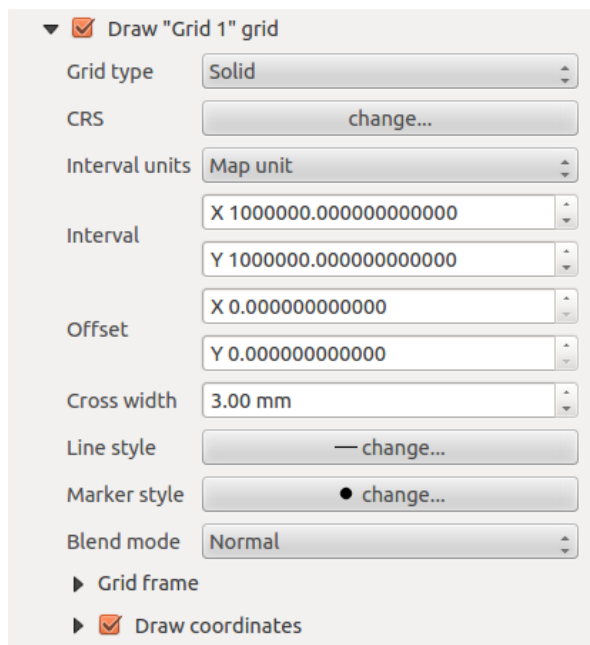 Draw "Grid 1" grid
Grid type Solid
CRS change...
Interval units Map unit
Interval
X 1000000.000000000000
Y 1000000.000000000000
Offset
X 0.000000000000
Y 0.000000000000
Cross width 3.00 mm
Line style change...
Marker style change...
Blend mode Normal
Grid frame
Draw coordinates